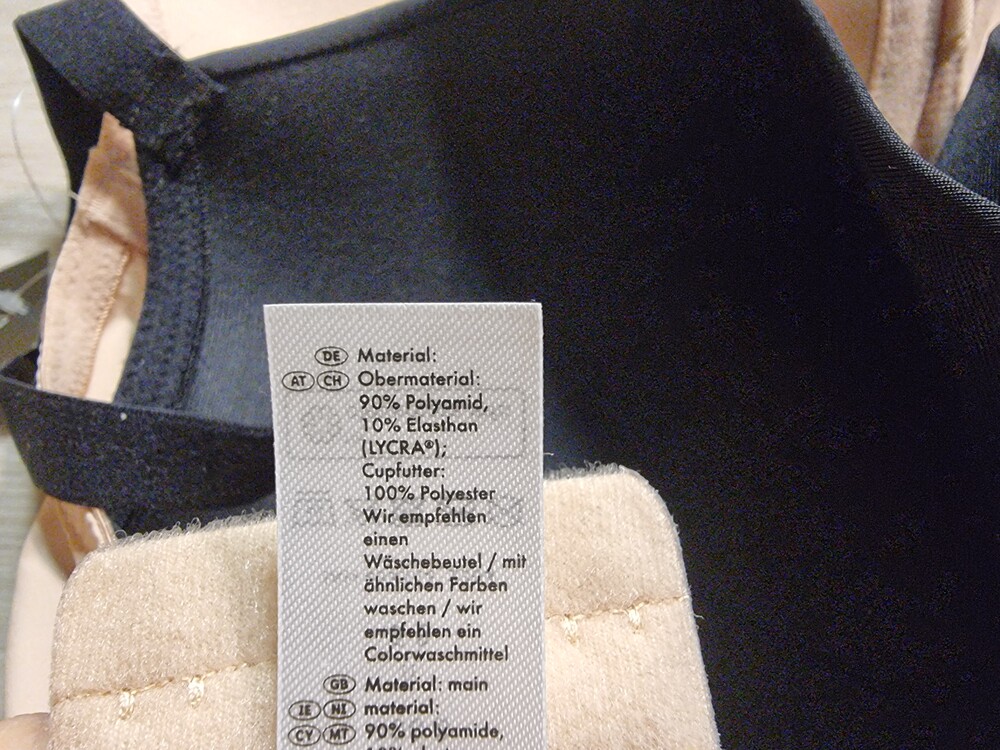 DE Material:
AT CH Obermaterial:
90% Polyamid,
10% Elasthan
(LYCRA®);
Cupfutter:
100% Polyester
Wir empfehlen
einen
Wäschebeutel / mit
ähnlichen Farben
waschen / wir
empfehlen ein
Colorwaschmittel
GB Material: main
IE NI material:
CY MT 90% polyamide,